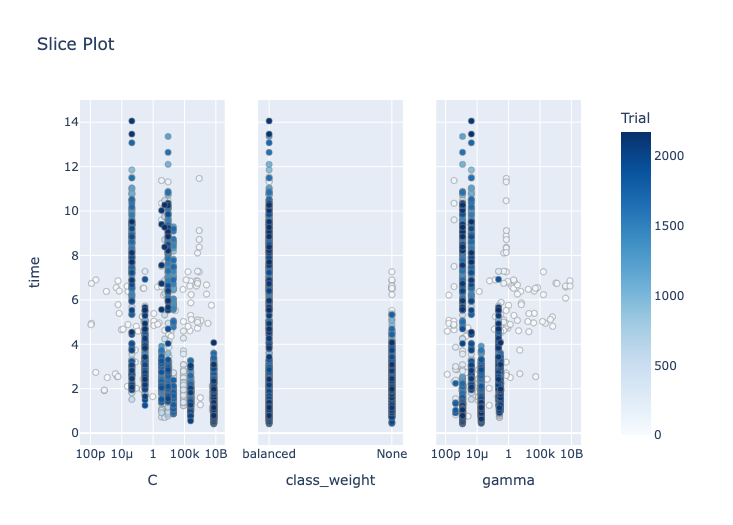 Slice Plot
Trial
14
12
10
8
6
4
2
0
time
2000
1500
1000
500
0
100p 10μ 1 100k 10B
balanced None
100p 10μ 1 100k 10B
C
class_weight
gamma